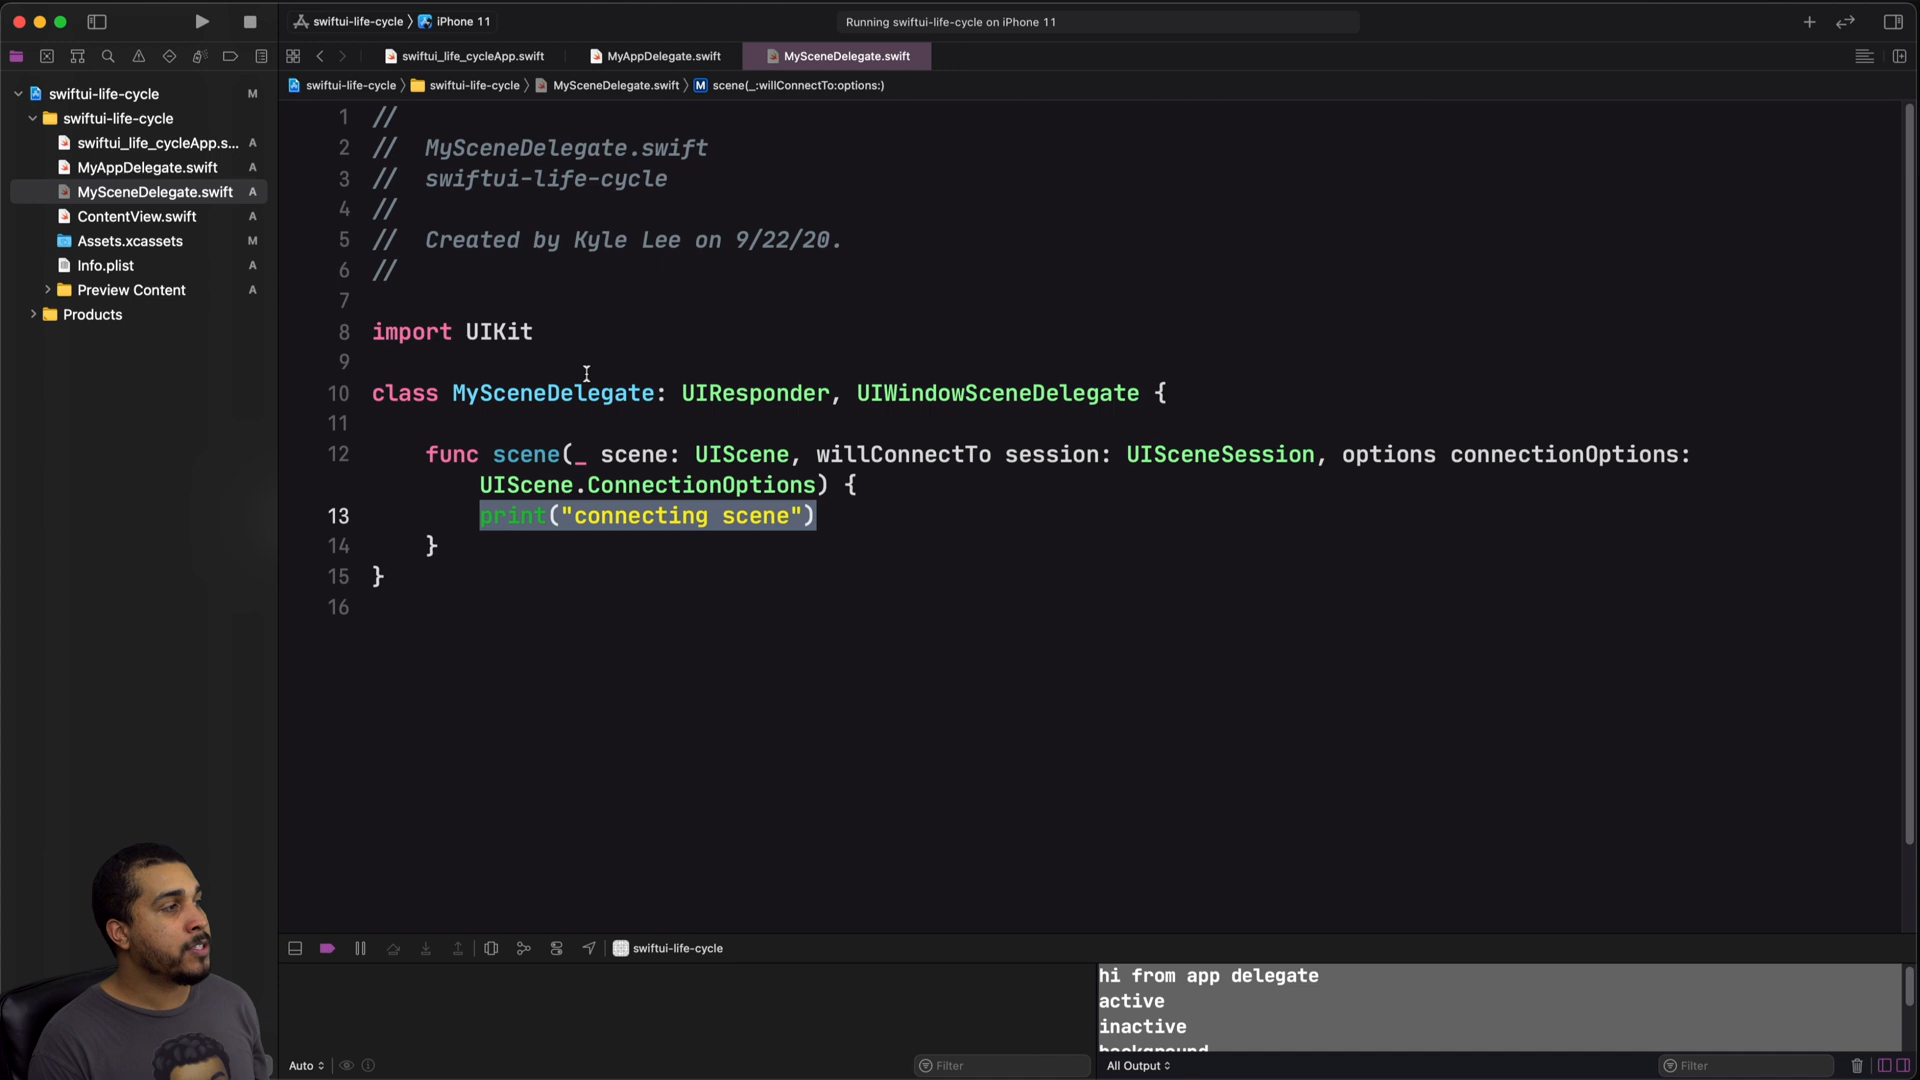 swiftui-life-cycle
iPhone 11
Running swiftui-life-cycle on iPhone 11
swiftui_life_cycleApp.swift
MyAppDelegate.swift
MySceneDelegate.swift
swiftui-life-cycle
swiftui-life-cycle
MySceneDelegate.swift
M scene(_:willConnectTo:options:)
swiftui-life-cycle M
swiftui-life-cycle
swiftui_life_cycleApp.s... A
MyAppDelegate.swift A
MySceneDelegate.swift A
ContentView.swift A
Assets.xcassets M
Info.plist A
Preview Content A
Products
1 //
2 // MySceneDelegate.swift
3 // swiftui-life-cycle
4 //
5 // Created by Kyle Lee on 9/22/20.
6 //
7
8 import UIKit
9
10 class MySceneDelegate: UIResponder, UIWindowSceneDelegate {
11
12 func scene(_ scene: UIScene, willConnectTo session: UISceneSession, options connectionOptions:
UIScene.ConnectionOptions) {
13 print("connecting scene")
14 }
15 }
16
swiftui-life-cycle
hi from app delegate
active
inactive
background
Auto
Filter
All Output
Filter